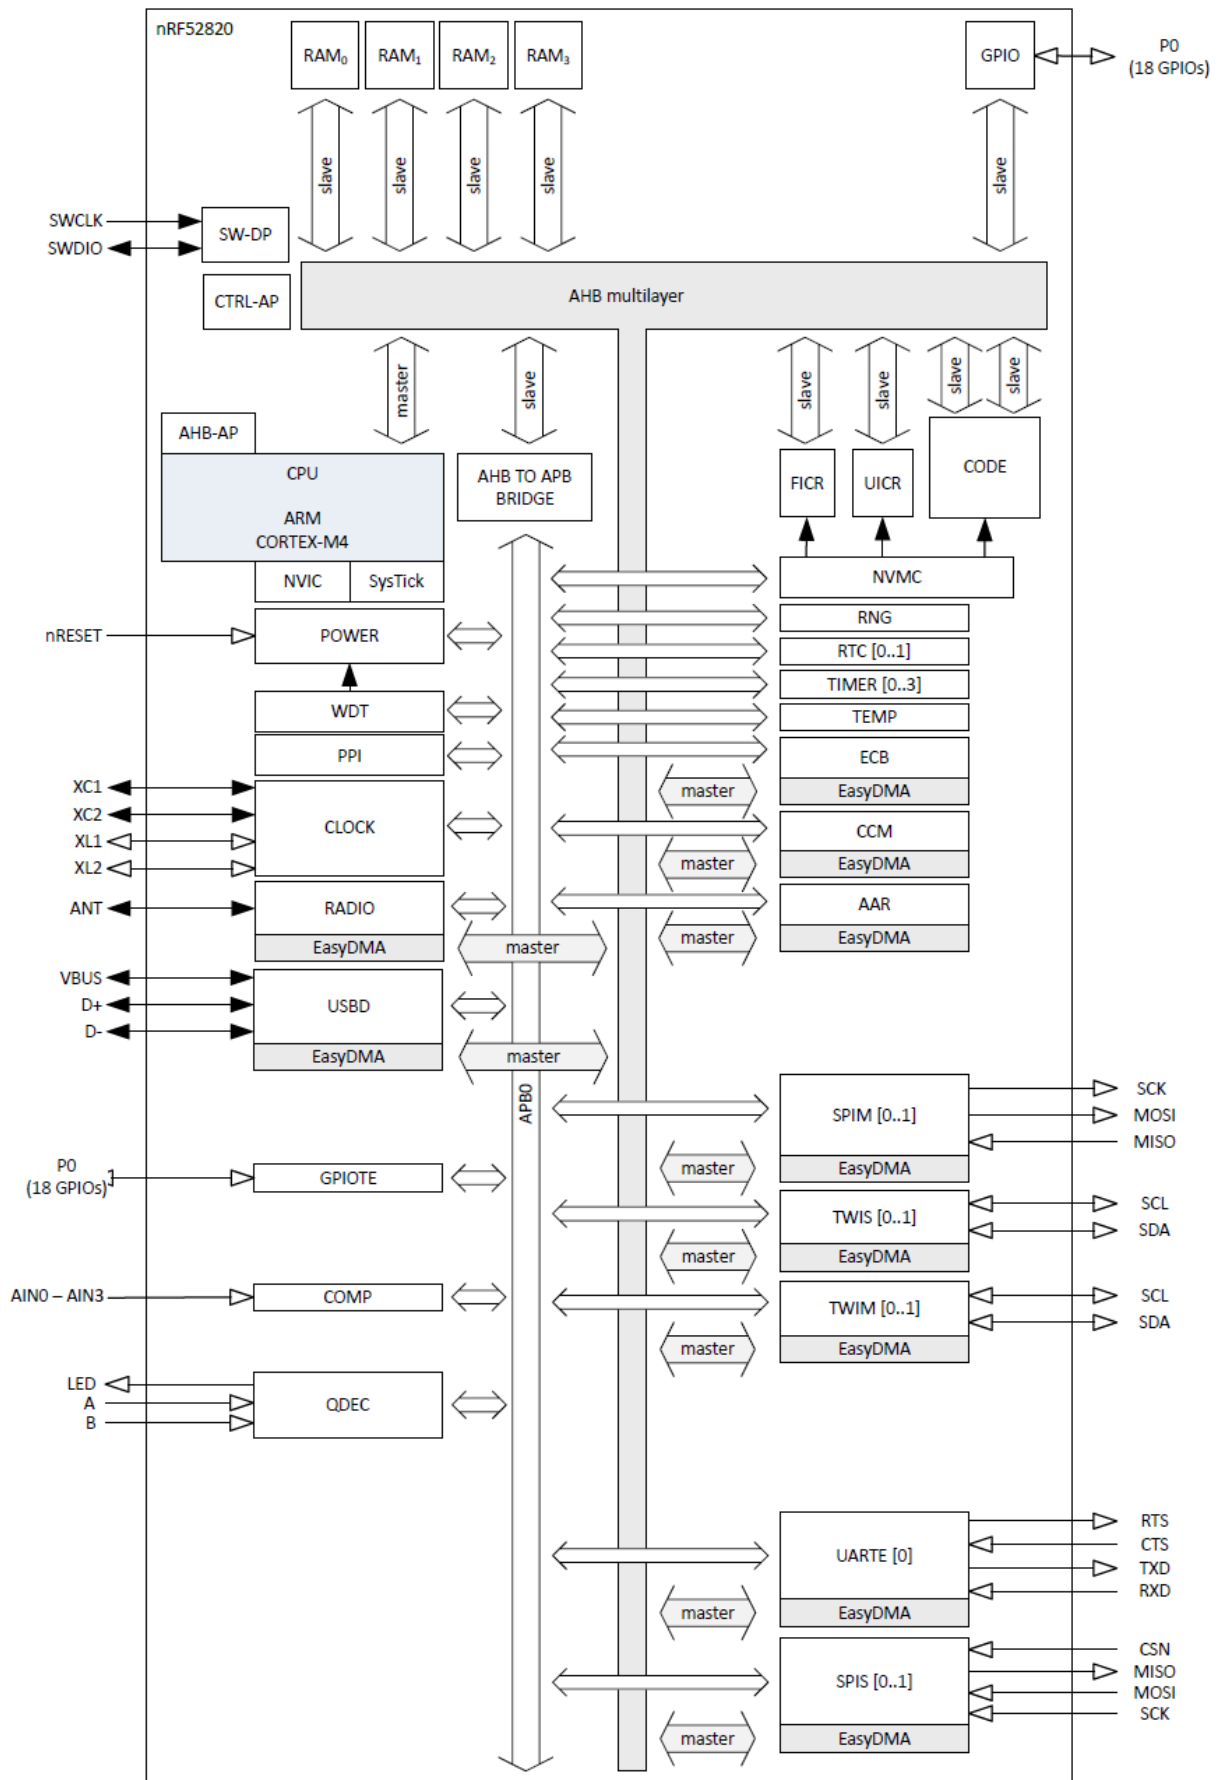 nRF52820
RAM₀ RAM₁ RAM₂ RAM₃ GPIO P0
(18 GPIOs)
slave slave slave slave slave
SWCLK
SWDIO
SW-DP
CTRL-AP
AHB multilayer
master slave slave slave slave slave
AHB-AP
CPU
ARM
CORTEX-M4
NVIC SysTick
AHB TO APB
BRIDGE
FICR UICR CODE
NVMC
nRESET POWER
RNG
RTC [0..1]
WDT
TIMER [0..3]
TEMP
PPI
ECB
master EasyDMA
XC1
XC2
XL1
XL2
CLOCK
CCM
master EasyDMA
ANT RADIO
EasyDMA master
AAR
master EasyDMA
VBUS
D+
D-
USBD
EasyDMA master
APB0
SPIM [0..1]
SCK
MOSI
MISO
master EasyDMA
P0
(18 GPIOs)
GPIOTE
TWIS [0..1]
SCL
SDA
master EasyDMA
AIN0 – AIN3 COMP
TWIM [0..1]
SCL
SDA
master EasyDMA
LED
A
B
QDEC
UARTE [0]
RTS
CTS
TXD
RXD
master EasyDMA
SPIS [0..1]
CSN
MISO
MOSI
SCK
master EasyDMA